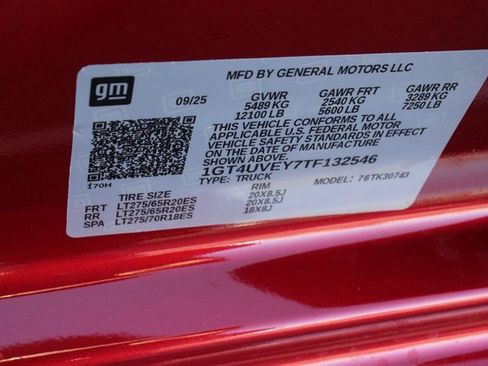 gm
MFD BY GENERAL MOTORS LLC
09/25 GVWR GAWR FRT GAWR RR
5489 KG 2540 KG 3289 KG
12100 LB 5600 LB 7250 LB
THIS VEHICLE CONFORMS TO ALL
APPLICABLE U.S. FEDERAL MOTOR
VEHICLE SAFETY STANDARDS IN EFFECT
ON THE DATE OF MANUFACTURE SHOWN ABOVE
1GT4UVEY7TF132546
TYPE: TRUCK MODEL: 76TK30743
170H
TIRE SIZE RIM
FRT LT275/65R20ES 20X8.5J
RR LT275/65R20ES 20X8.5J
SPA LT275/70R18ES 18X8J